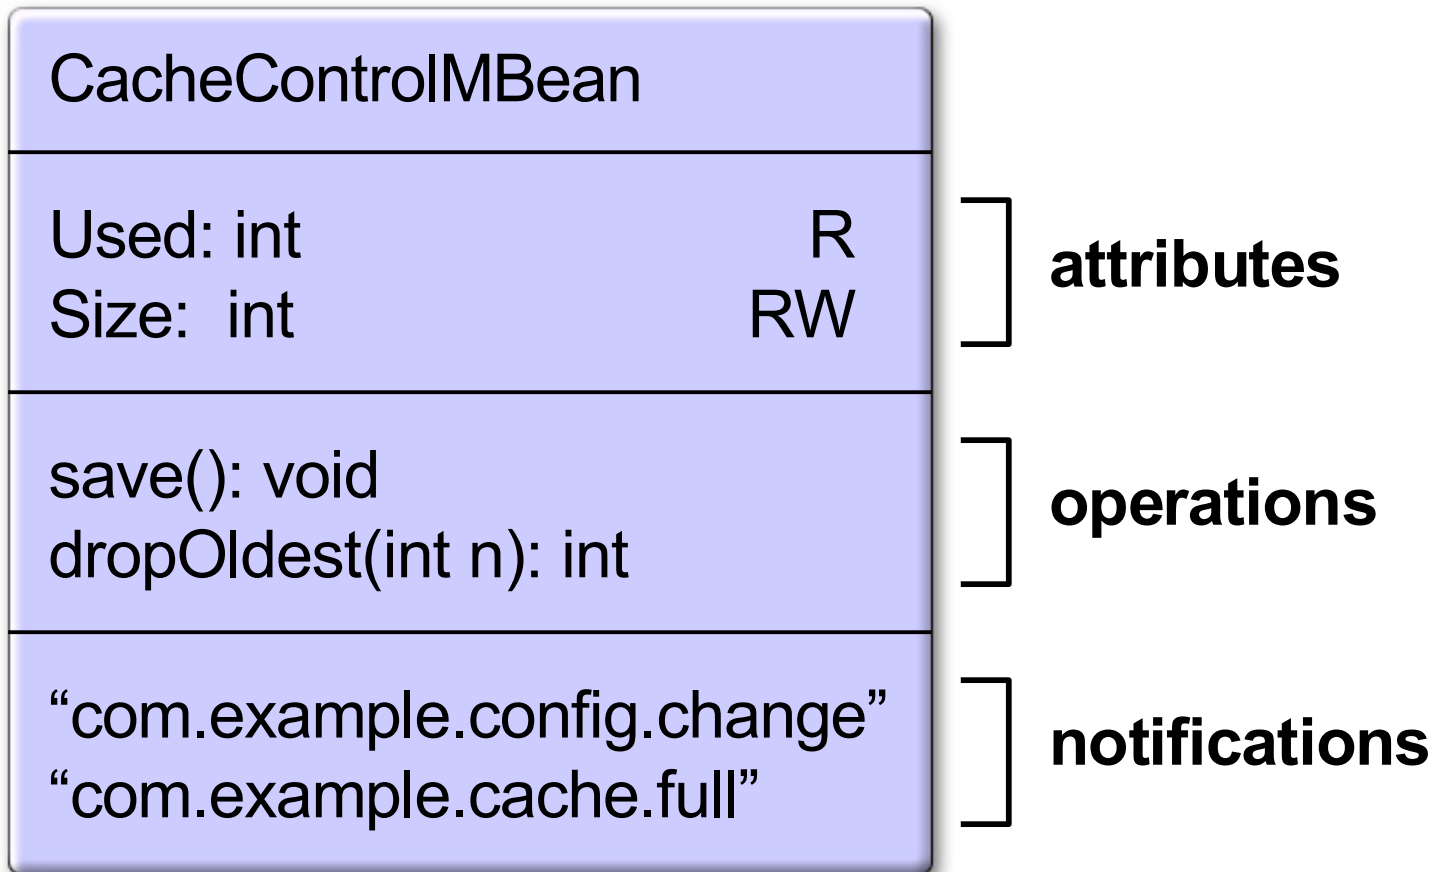 CacheControlMBean
Used: int R
Size: int RW
attributes
save(): void
dropOldest(int n): int
operations
“com.example.config.change”
“com.example.cache.full”
notifications